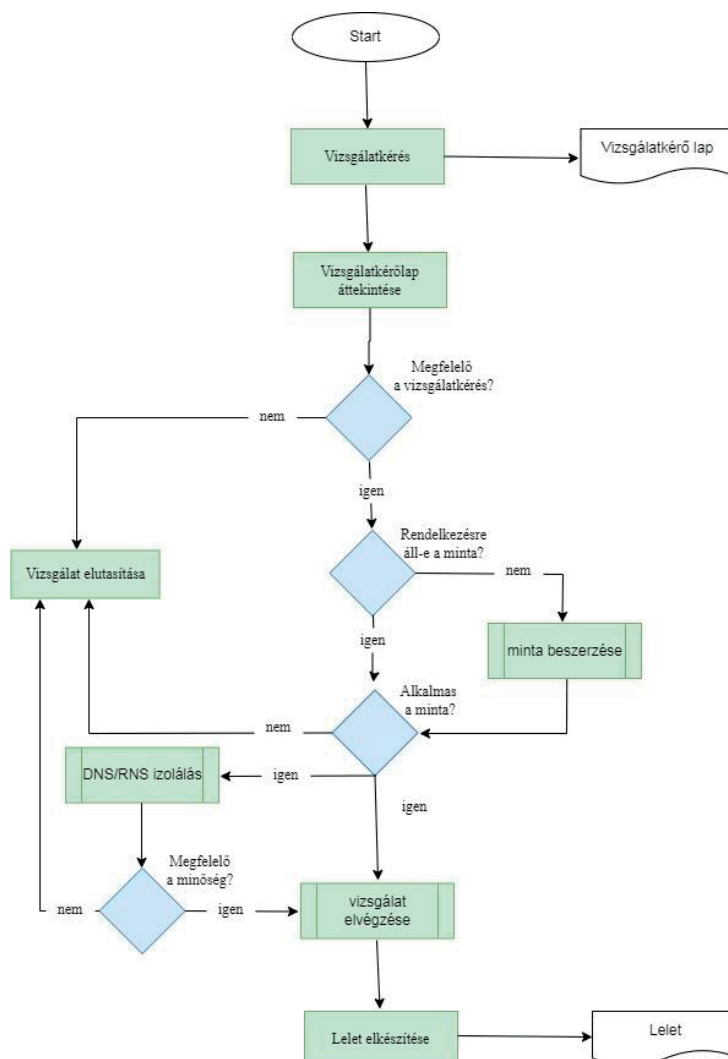 Start
Vizsgálatkérés
Vizsgálatkérő lap
Vizsgálatkérőlap
áttekintése
Megfelelő
a vizsgálatkérés?
nem
igen
Rendelkezésre
áll-e a minta?
Vizsgálat elutasítása
nem
igen
minta beszerzése
Alkalmas
a minta?
nem
DNS/RNS izolálás
igen
igen
Megfelelő
a minőség?
nem
igen
vizsgálat
elvégzése
Lelet elkészítése
Lelet